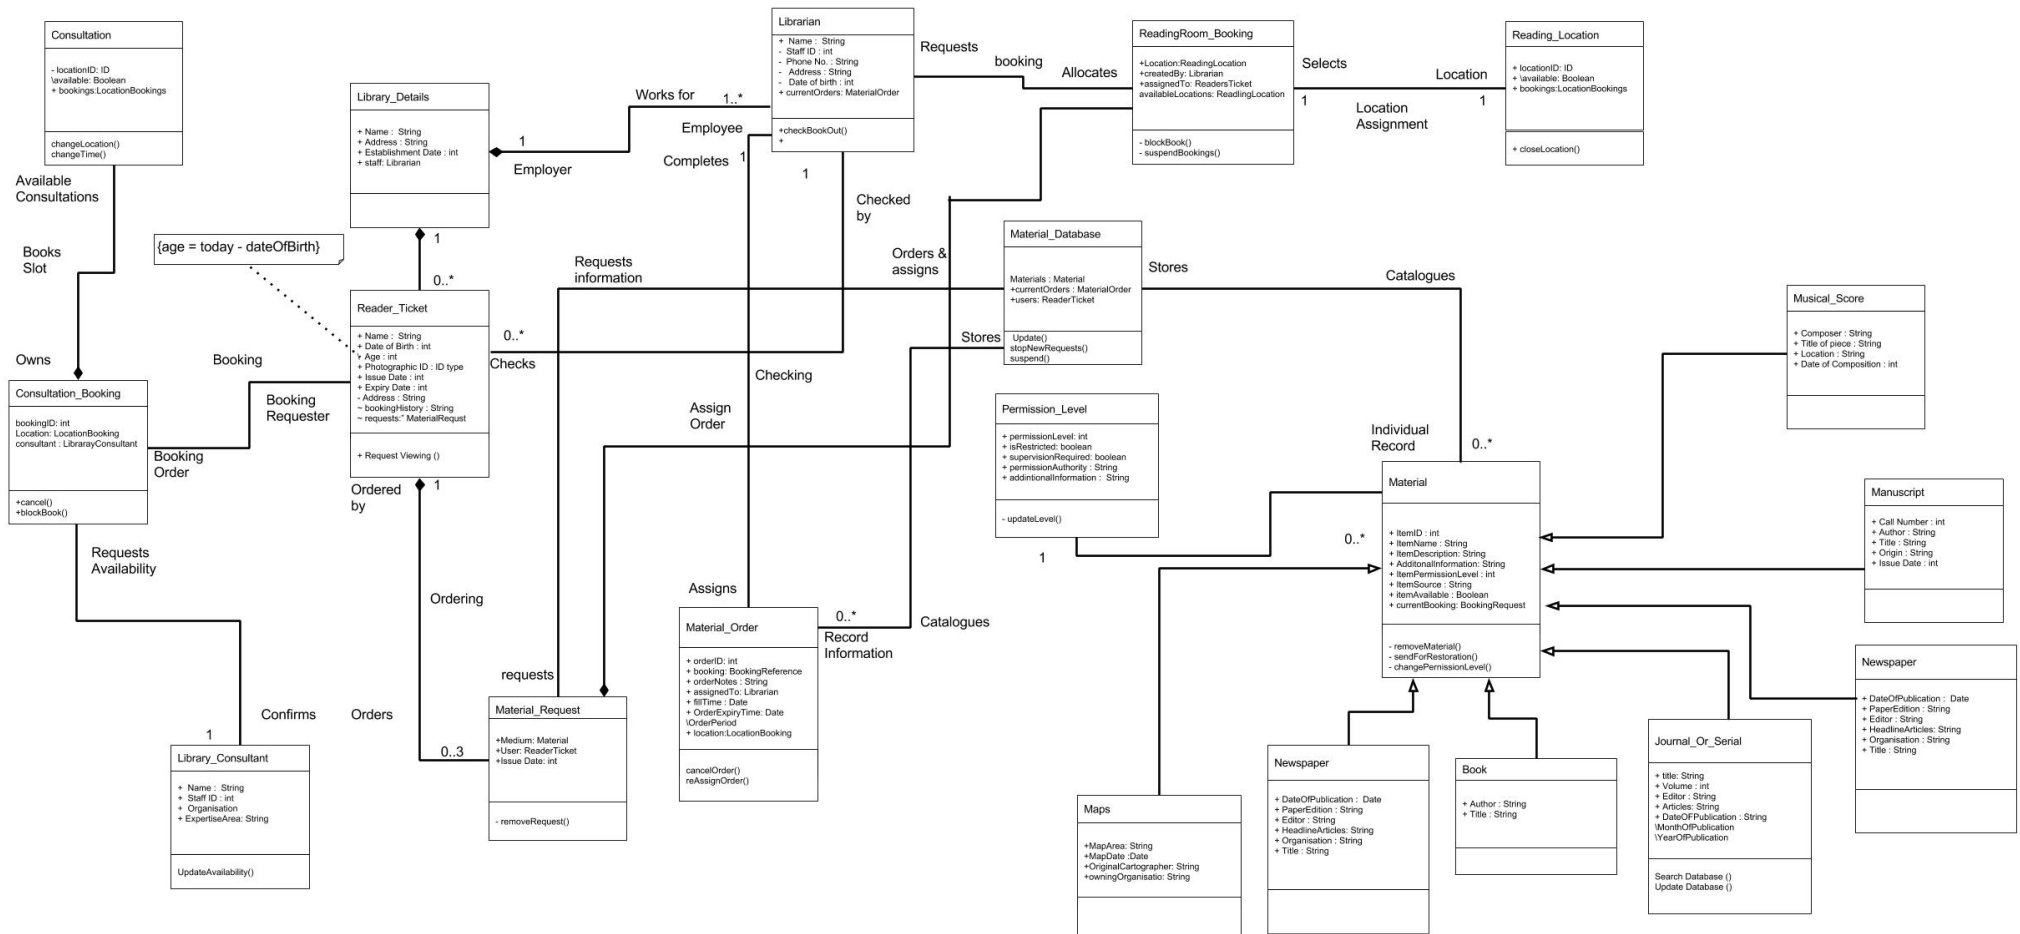 Consultation
- locationID: ID
\available: Boolean
+ bookings:LocationBookings
changeLocation()
changeTime()
Available
Consultations
Books
Slot
Owns
Consultation_Booking
bookingID: int
Location: LocationBooking
consultant : LibrarayConsultant
+cancel()
+blockBook()
Booking
Booking
Requester
Booking
Order
Requests
Availability
1
Confirms
Library_Consultant
+ Name : String
+ Staff ID : int
+ Organisation
+ ExpertiseArea: String
UpdateAvailability()
{age = today - dateOfBirth}
Library_Details
+ Name : String
+ Address : String
+ Establishment Date : int
+ staff: Librarian
1
Employer
Works for
1..*
Employee
1
0..*
Reader_Ticket
+ Name : String
+ Date of Birth : int
+ Age : int
+ Photographic ID : ID type
+ Issue Date : int
+ Expiry Date : int
- Address : String
~ bookingHistory : String
~ requests:" MaterialRequst
+ Request Viewing ()
0..*
Checks
Ordered
by
1
Ordering
Orders
0..3
Librarian
+ Name : String
- Staff ID : int
- Phone No. : String
- Address : String
- Date of birth : int
+ currentOrders: MaterialOrder
+checkBookOut()
+
Completes
1
1
Checked
by
Checking
Requests
booking
Allocates
ReadingRoom_Booking
+Location:ReadingLocation
+createdBy: Librarian
+assignedTo: ReadersTicket
availableLocations: ReadlingLocation
- blockBook()
- suspendBookings()
Selects
1
Location
Assignment
Location
1
Reading_Location
+ locationID: ID
+ \available: Boolean
+ bookings:LocationBookings
+ closeLocation()
Requests
information
requests
Orders &
assigns
Assign
Order
Assigns
Material_Request
+Medium: Material
+User: ReaderTicket
+Issue Date: int
- removeRequest()
Material_Order
+ orderID: int
+ booking: BookingReference
+ orderNotes : String
+ assignedTo: Librarian
+ fillTime : Date
+ OrderExpiryTime: Date
\OrderPeriod
+ location:LocationBooking
cancelOrder()
reAssignOrder()
0..*
Record
Information
Catalogues
Stores
Material_Database
Materials : Material
+currentOrders : MaterialOrder
+users: ReaderTicket
Update()
stopNewRequests()
suspend()
Stores
Catalogues
Permission_Level
+ permissionLevel: int
+ isRestricted: boolean
+ supervisionRequired: boolean
+ permissionAuthority : String
+ addintionalInformation : String
- updateLevel()
1
0..*
Individual
Record
0..*
Material
+ ItemID : int
+ ItemName : String
+ ItemDescription: String
+ AdditonalInformation: String
+ ItemPermissionLevel : int
+ ItemSource : String
+ itemAvailable : Boolean
+ currentBooking: BookingRequest
- removeMaterial()
- sendForRestoration()
- changePermissionLevel()
Musical_Score
+ Composer : String
+ Title of piece : String
+ Location : String
+ Date of Composition : int
Manuscript
+ Call Number : int
+ Author : String
+ Title : String
+ Origin : String
+ Issue Date : int
Newspaper
+ DateOfPublication : Date
+ PaperEdition : String
+ Editor : String
+ HeadlineArticles: String
+ Organisation : String
+ Title : String
Journal_Or_Serial
+ title: String
+ Volume : int
+ Editor : String
+ Articles: String
+ DateOFPublication : String
\MonthOfPublication
\YearOfPublication
Search Database ()
Update Database ()
Book
+ Author : String
+ Title : String
Newspaper
+ DateOfPublication : Date
+ PaperEdition : String
+ Editor : String
+ HeadlineArticles: String
+ Organisation : String
+ Title : String
Maps
+MapArea: String
+MapDate :Date
+OriginalCartographer: String
+owningOrganisatio: String